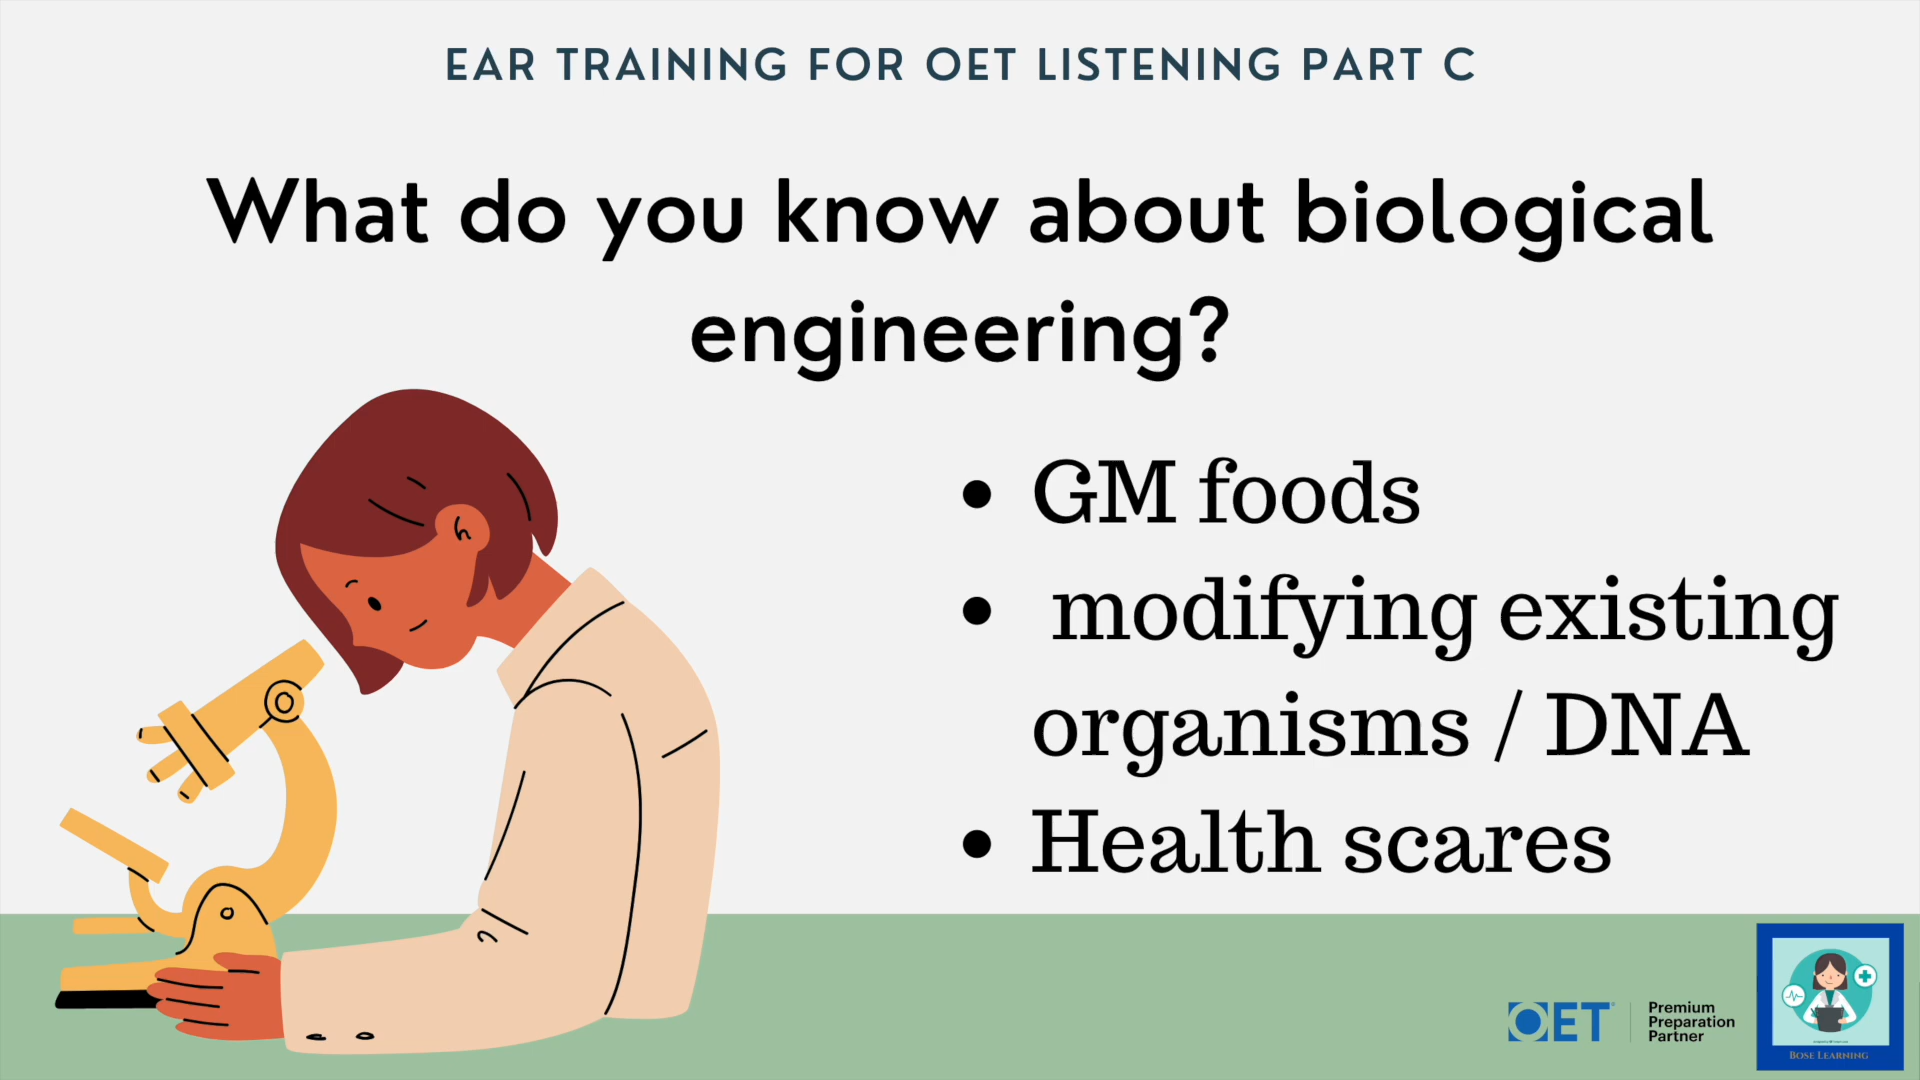 EAR TRAINING FOR OET LISTENING PART C
What do you know about biological
engineering?
• GM foods
• modifying existing
organisms / DNA
• Health scares
OET
Premium
Preparation
Partner
BOSE LEARNING